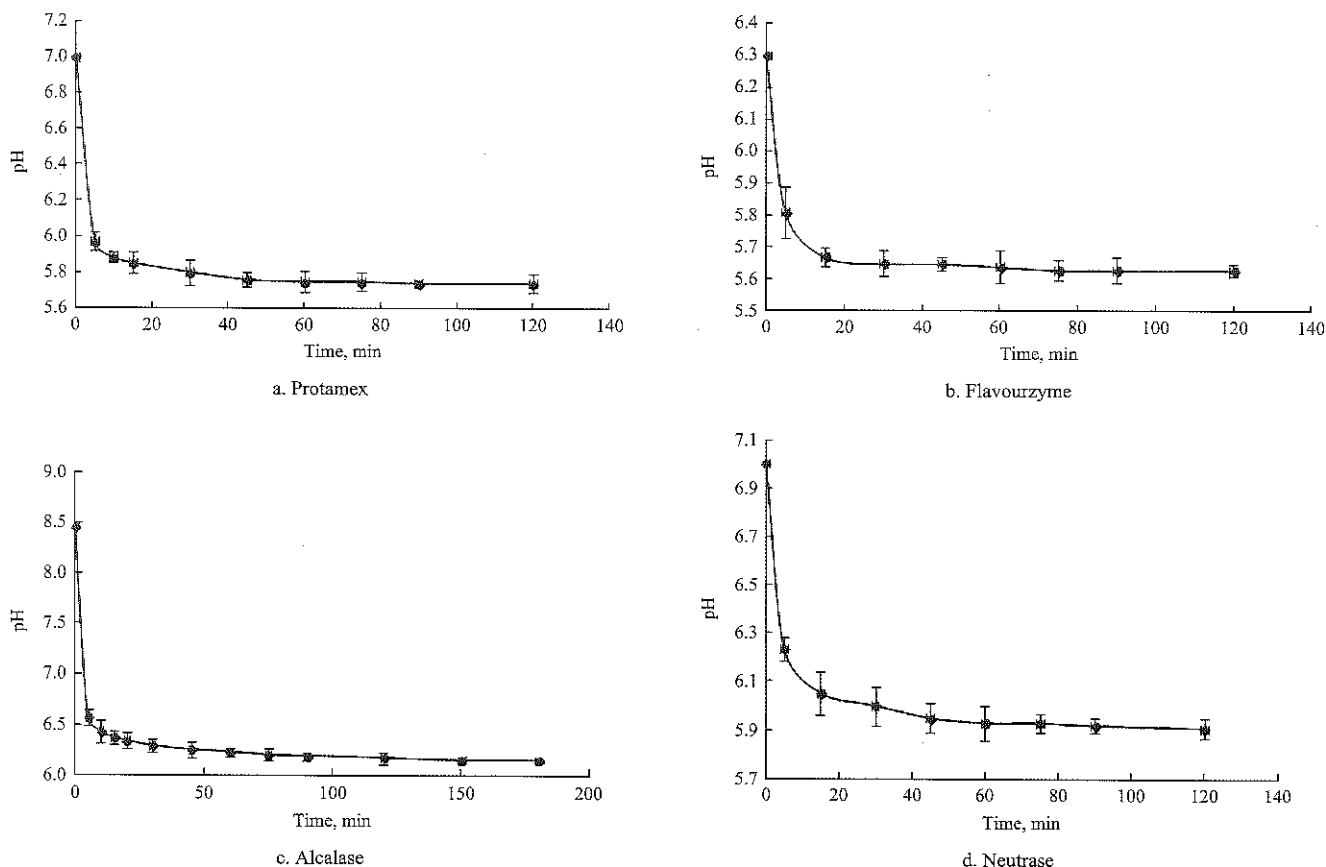 7.2
7.0
6.8
6.6
6.4
6.2
6.0
5.8
5.6
pH
0 20 40 60 80 100 120 140
Time, min
a. Protamex
6.4
6.3
6.2
6.1
6.0
5.9
5.8
5.7
5.6
5.5
pH
0 20 40 60 80 100 120 140
Time, min
b. Flavourzyme
9.0
8.5
8.0
7.5
7.0
6.5
6.0
pH
0 50 100 150 200
Time, min
c. Alcalase
7.1
6.9
6.7
6.5
6.3
6.1
5.9
5.7
pH
0 20 40 60 80 100 120 140
Time, min
d. Neutrase